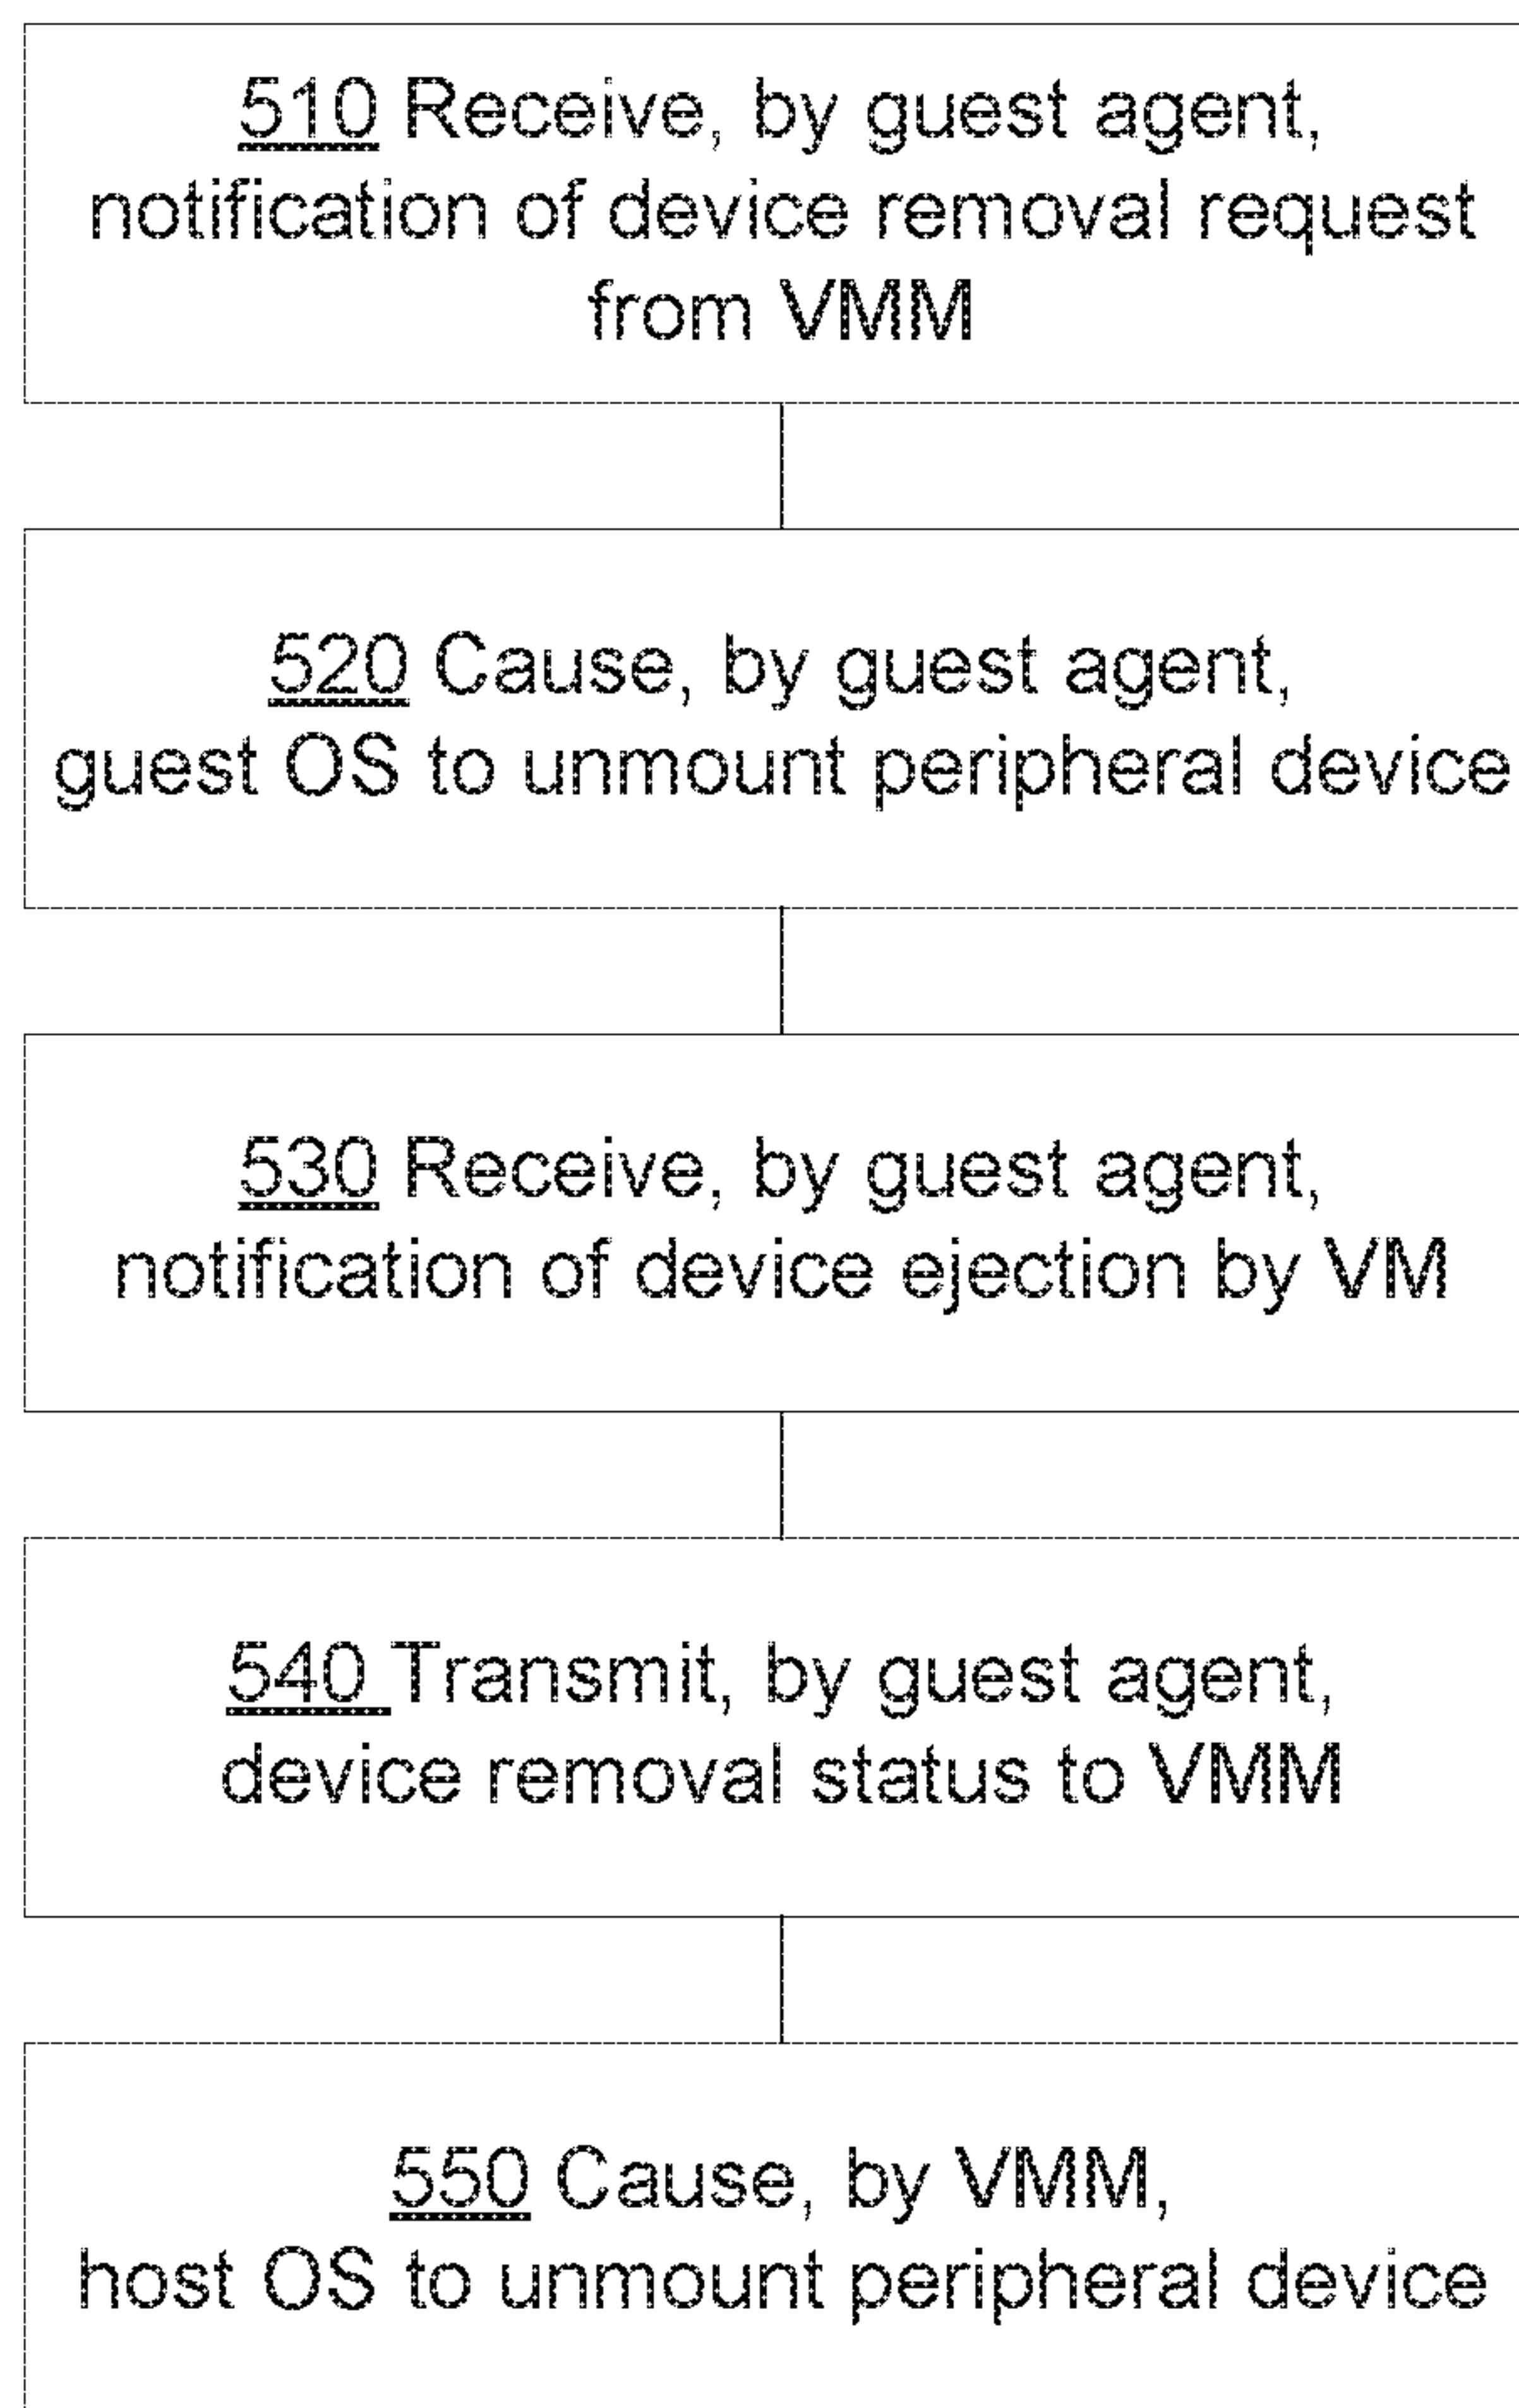 510 Receive, by guest agent,
notification of device removal request
from VMM
520 Cause, by guest agent,
guest OS to unmount peripheral device
530 Receive, by guest agent,
notification of device ejection by VM
540 Transmit, by guest agent,
device removal status to VMM
550 Cause, by VMM,
host OS to unmount peripheral device